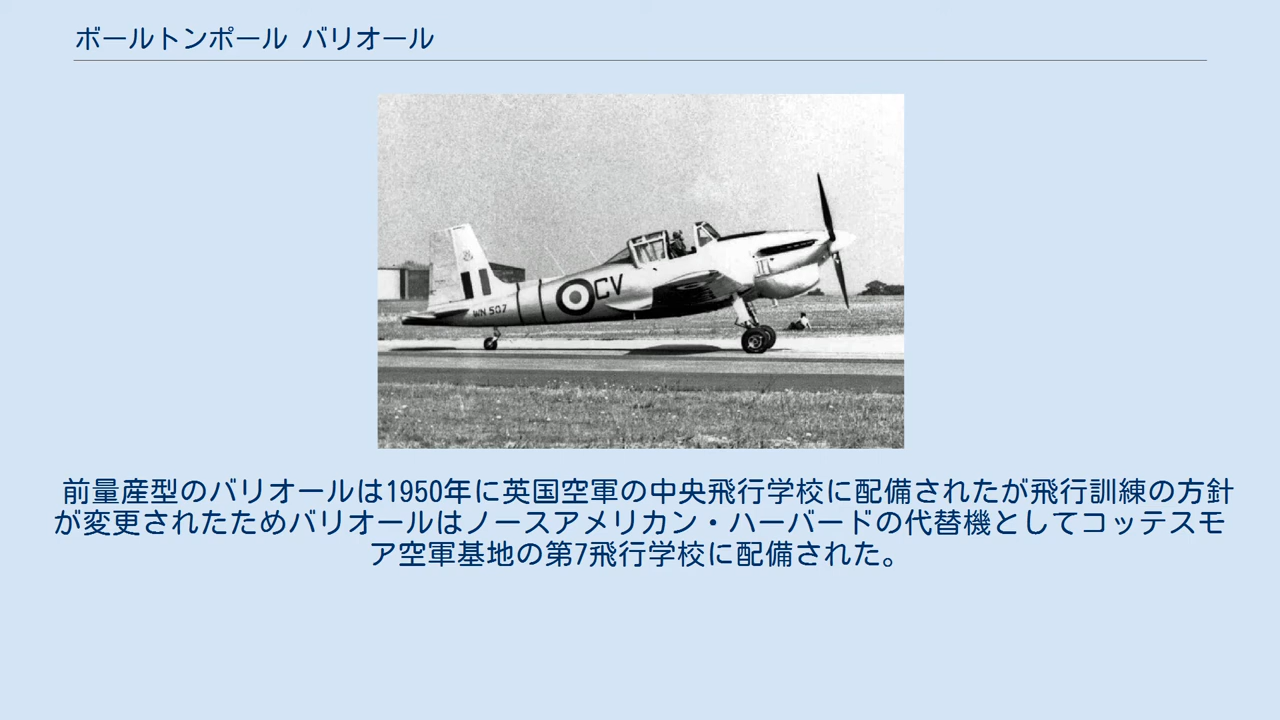 ボールトンポール バリオール
CV
WN 507
前量産型のバリオールは1950年に英国空軍の中央飛行学校に配備されたが飛行訓練の方針
が変更されたためバリオールはノースアメリカン・ハーバードの代替機としてコッテスモ
ア空軍基地の第7飛行学校に配備された。